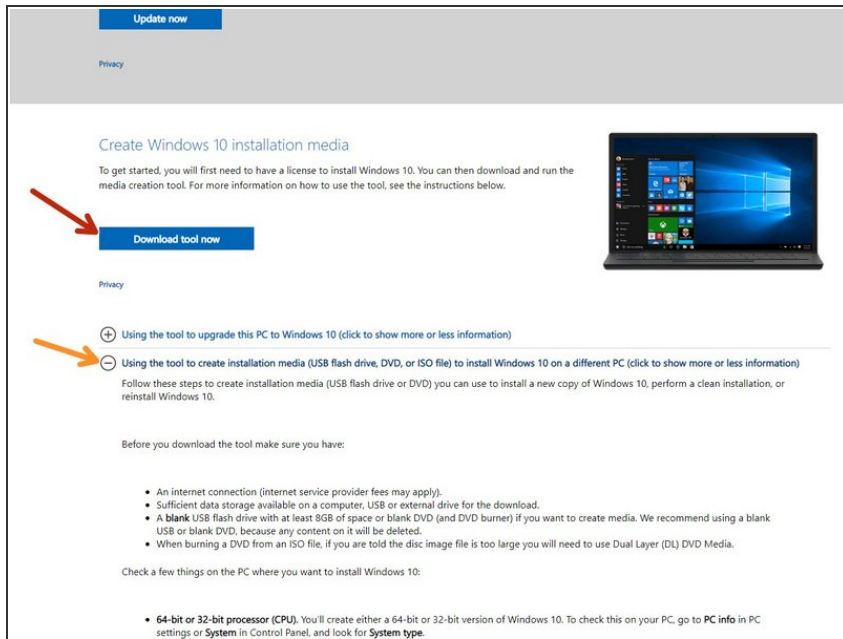 Update now
Privacy
Create Windows 10 installation media
To get started, you will first need to have a license to install Windows 10. You can then download and run the
media creation tool. For more information on how to use the tool, see the instructions below.
Download tool now
Privacy
Using the tool to upgrade this PC to Windows 10 (click to show more or less information)
Using the tool to create installation media (USB flash drive, DVD, or ISO file) to install Windows 10 on a different PC (click to show more or less information)
Follow these steps to create installation media (USB flash drive or DVD) you can use to install a new copy of Windows 10, perform a clean installation, or
reinstall Windows 10.
Before you download the tool make sure you have:
• An internet connection (internet service provider fees may apply).
• Sufficient data storage available on a computer, USB or external drive for the download.
• A blank USB flash drive with at least 8GB of space or blank DVD (and DVD burner) if you want to create media. We recommend using a blank
USB or blank DVD, because any content on it will be deleted.
• When burning a DVD from an ISO file, if you are told the disc image file is too large you will need to use Dual Layer (DL) DVD Media.
Check a few things on the PC where you want to install Windows 10:
• 64-bit or 32-bit processor (CPU). You'll create either a 64-bit or 32-bit version of Windows 10. To check this on your PC, go to PC info in PC
settings or System in Control Panel, and look for System type.